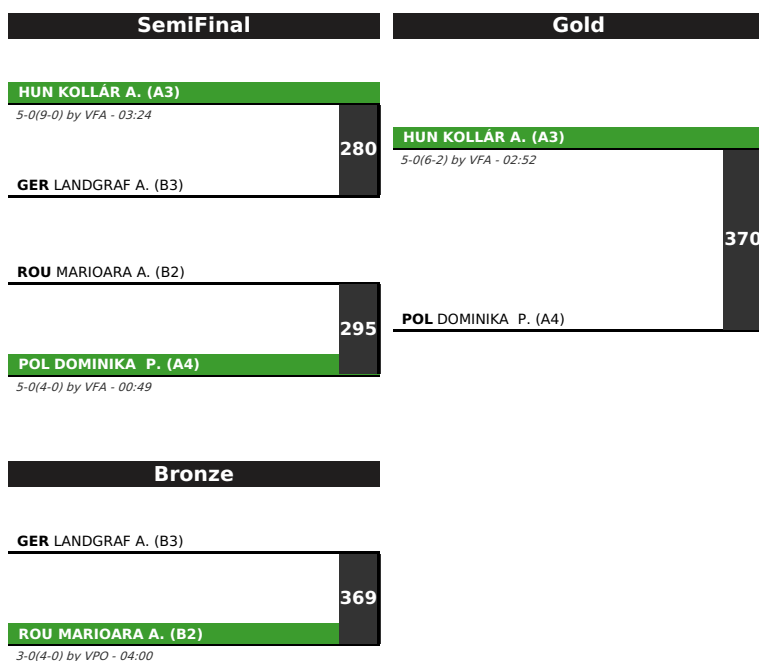 SemiFinal
HUN KOLLÁR A. (A3)
5-0(9-0) by VFA - 03:24
280
GER LANDGRAF A. (B3)
ROU MARIOARA A. (B2)
295
POL DOMINIKA  P. (A4)
5-0(4-0) by VFA - 00:49
Gold
HUN KOLLÁR A. (A3)
5-0(6-2) by VFA - 02:52
370
POL DOMINIKA  P. (A4)
Bronze
GER LANDGRAF A. (B3)
369
ROU MARIOARA A. (B2)
3-0(4-0) by VPO - 04:00